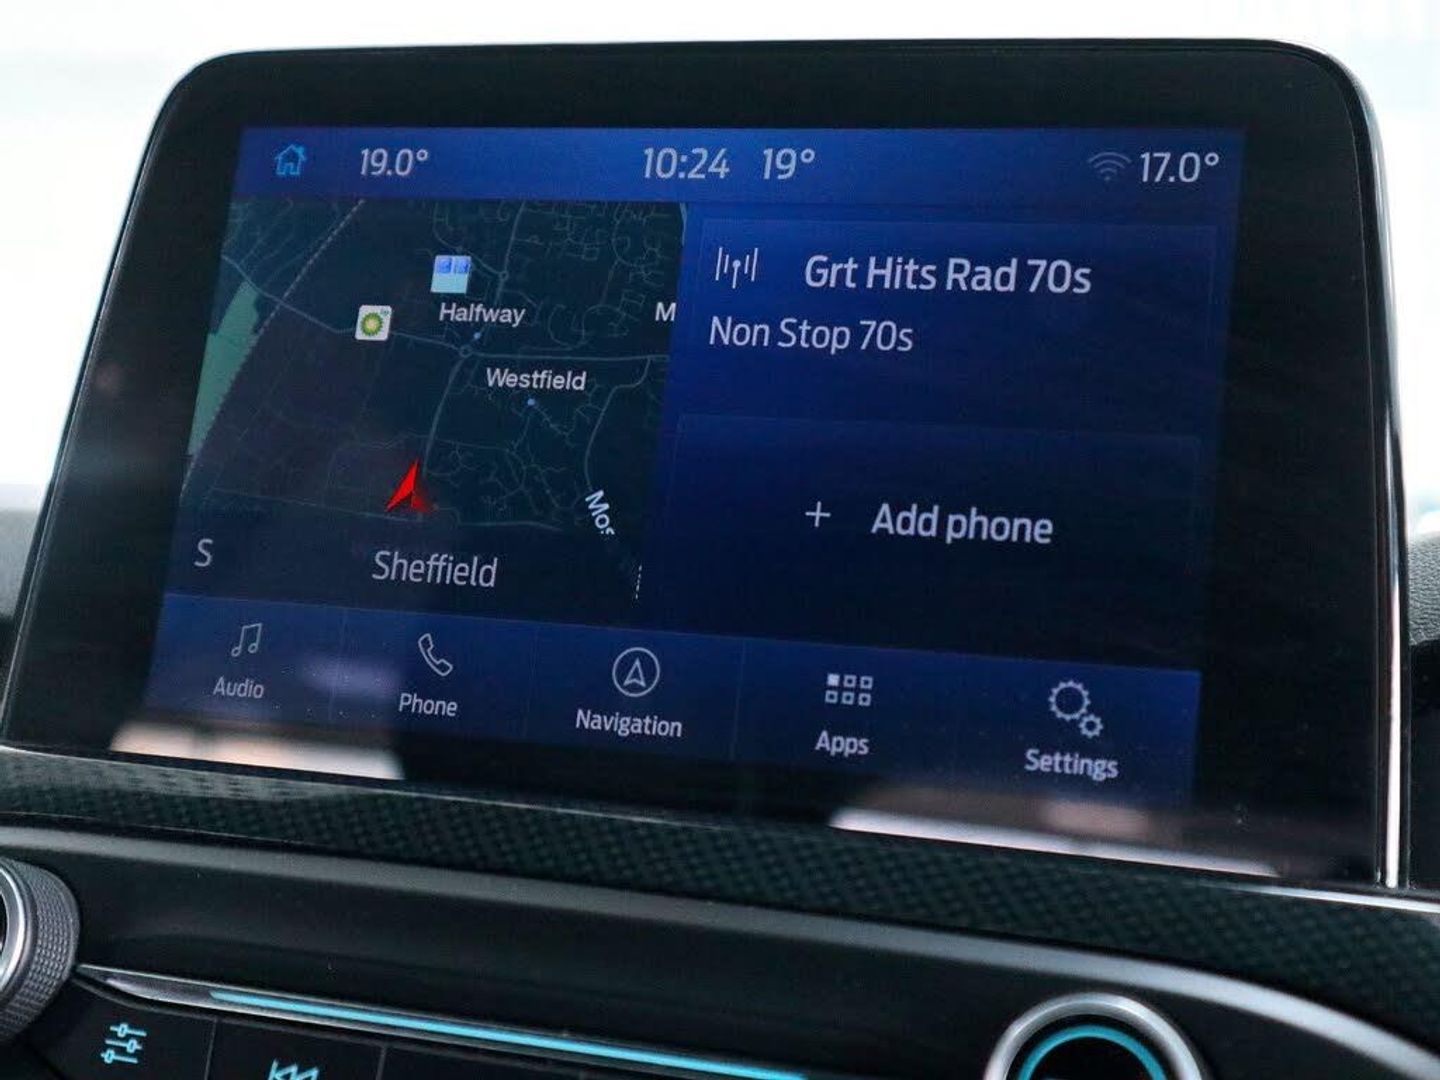 19.0° 10:24 19° 17.0°
Halfway
M
Westfield
Mos
S
Sheffield
Grt Hits Rad 70s
Non Stop 70s
+ Add phone
Audio
Phone
Navigation
Apps
Settings